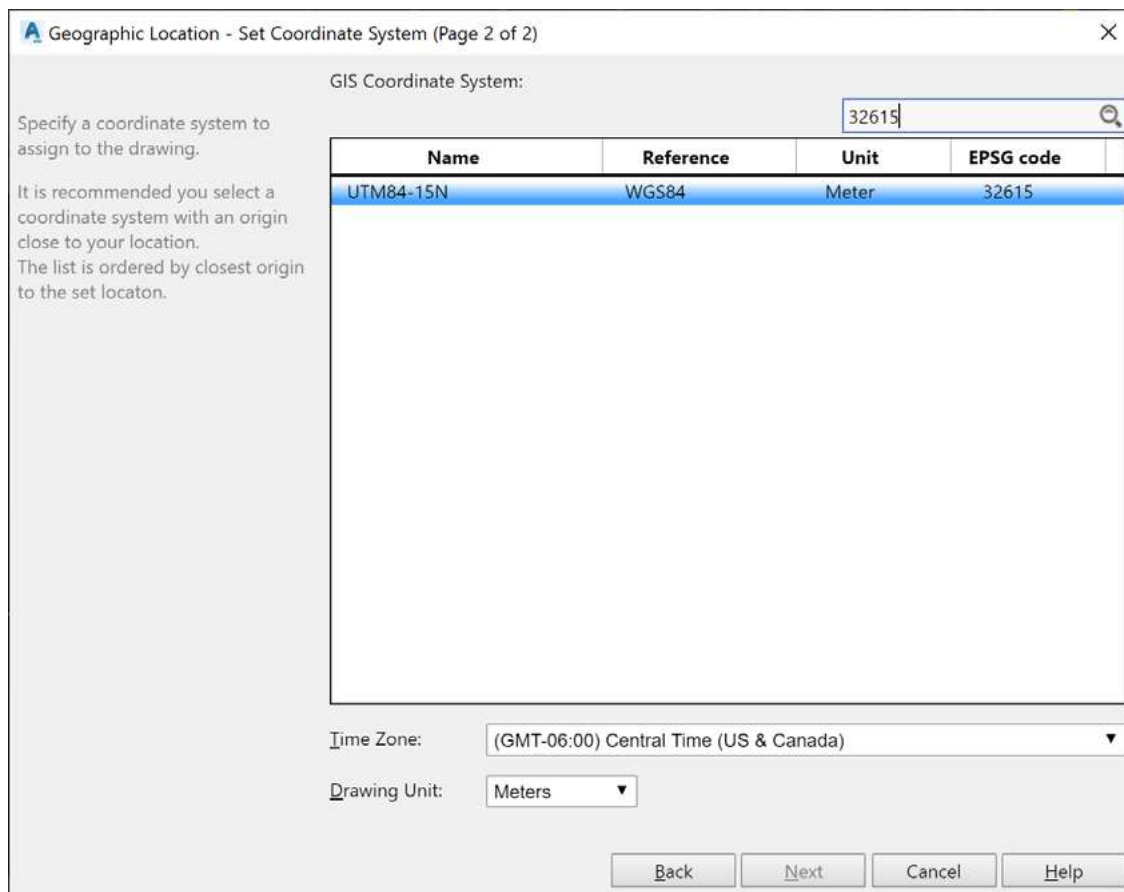 Geographic Location - Set Coordinate System (Page 2 of 2)
GIS Coordinate System:
Specify a coordinate system to
assign to the drawing.
It is recommended you select a
coordinate system with an origin
close to your location.
The list is ordered by closest origin
to the set locaton.
32615
Name Reference Unit EPSG code
UTM84-15N WGS84 Meter 32615
Time Zone: (GMT-06:00) Central Time (US & Canada)
Drawing Unit: Meters
Back Next Cancel Help